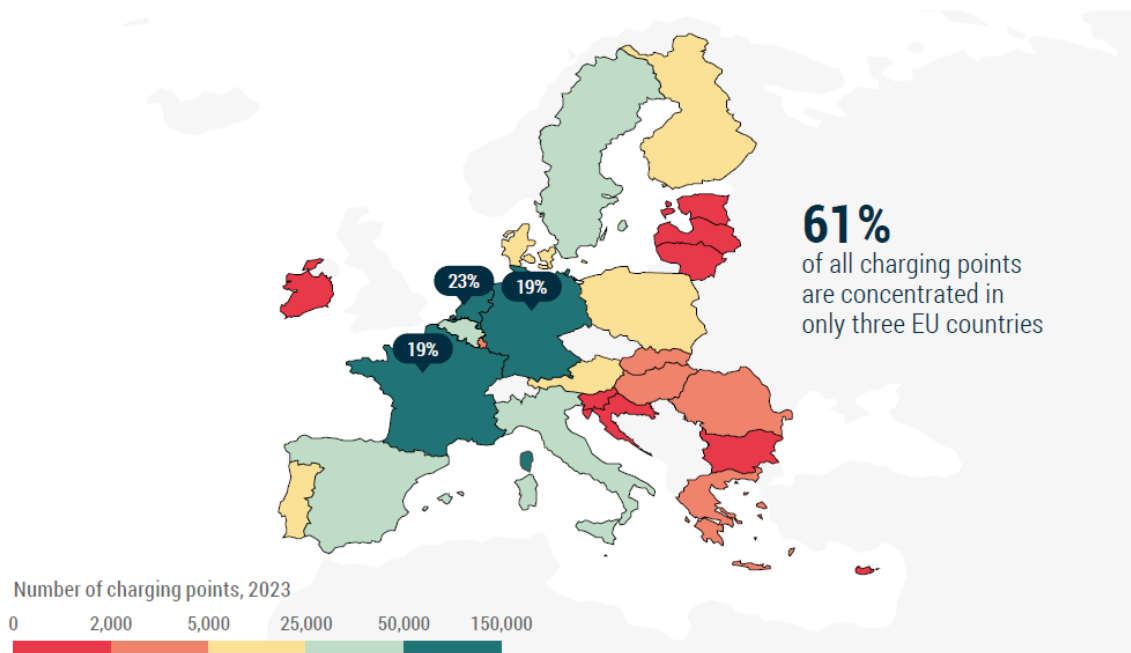 61%
of all charging points
are concentrated in
only three EU countries
23%
19%
19%
Number of charging points, 2023
0 2,000 5,000 25,000 50,000 150,000